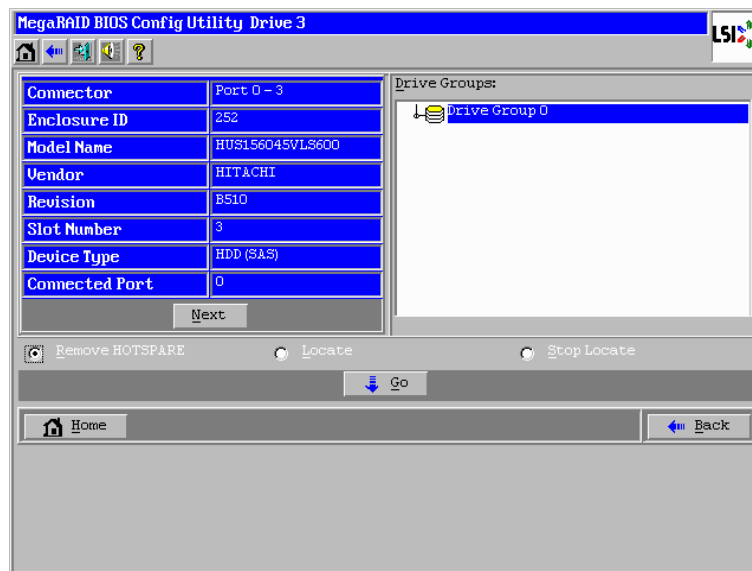 MegaRAID BIOS Config Utility Drive 3
LSI
Connector Port 0 - 3
Enclosure ID 252
Model Name HUS156045VLS600
Vendor HITACHI
Revision B510
Slot Number 3
Device Type HDD (SAS)
Connected Port 0
Next
Drive Groups:
Drive Group 0
Remove HOTSPARE Locate Stop Locate
Go
Home Back